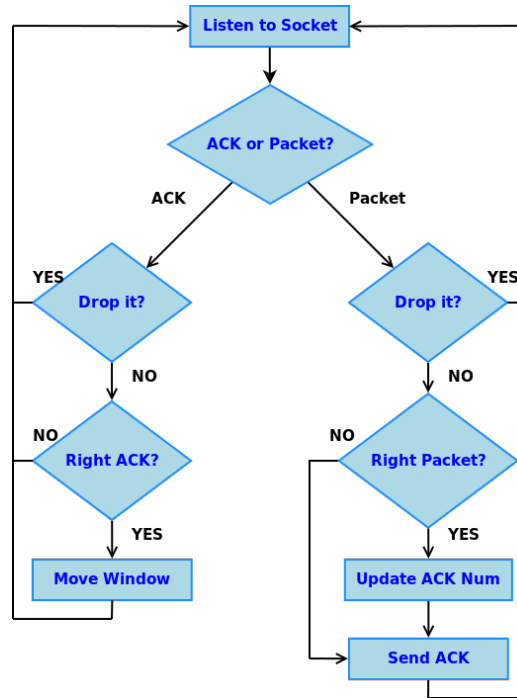 Listen to Socket
ACK or Packet?
ACK
Packet
YES
Drop it?
Drop it?
YES
NO
NO
NO
Right ACK?
NO
Right Packet?
YES
YES
Move Window
Update ACK Num
Send ACK